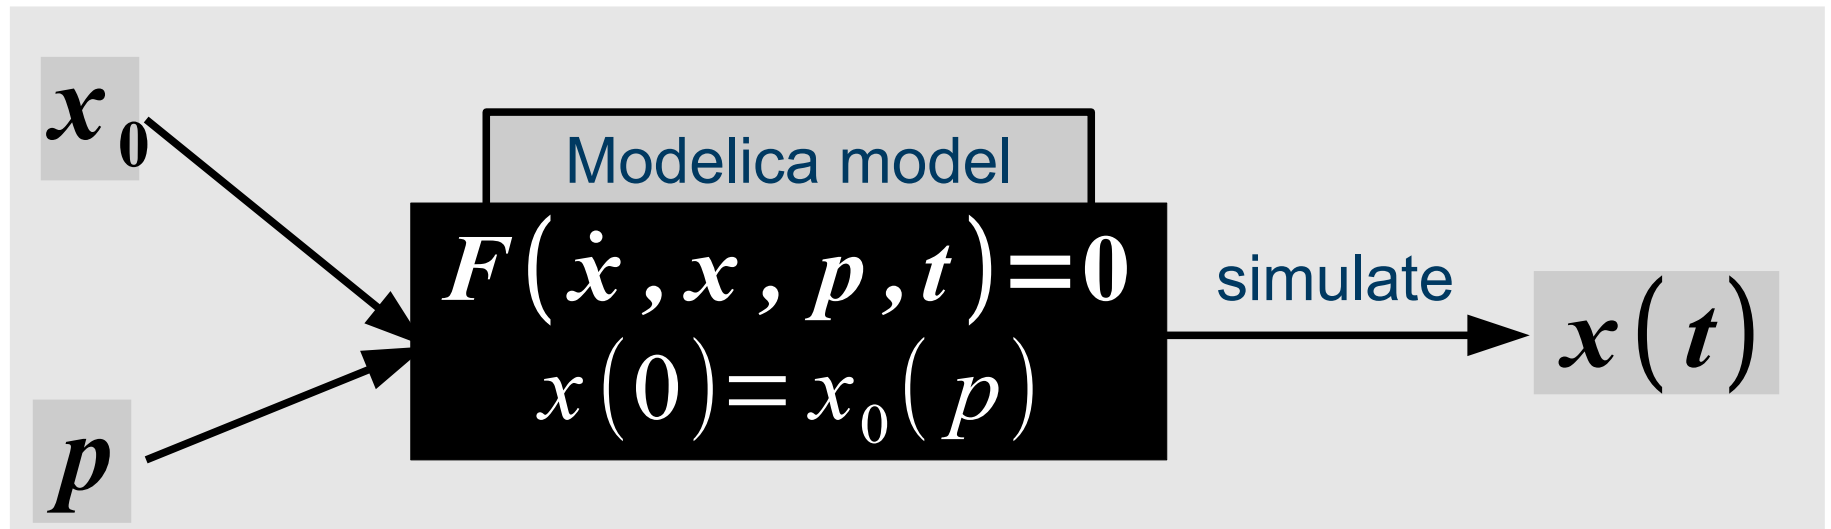 x₀
Modelica model
F(ẋ, x, p, t)=0
simulate
x(t)
x(0)=x₀(p)
p